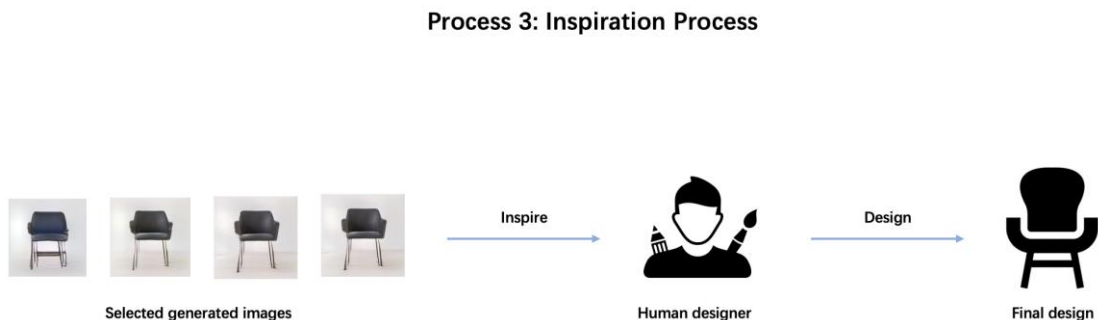 Process 3: Inspiration Process
Inspire
Design
Selected generated images
Human designer
Final design